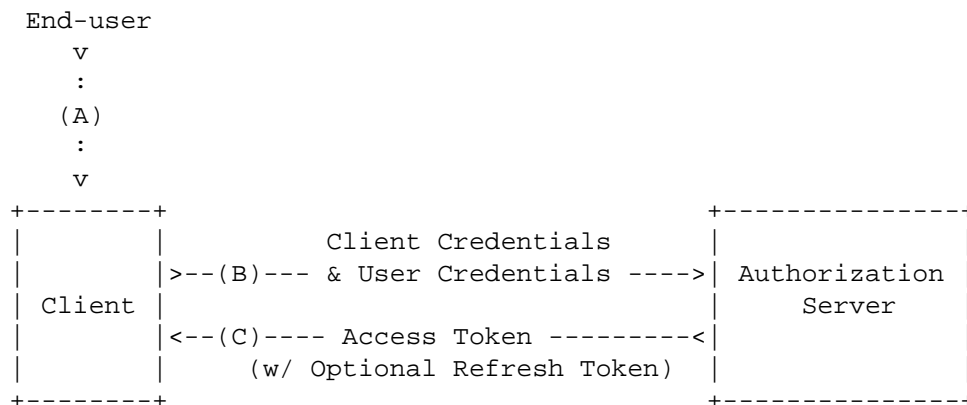 End-user
v
:
(A)
:
v
+--------+                                  +---------------
|        |          Client Credentials      |               |
|        |>--(B)--- & User Credentials ---->| Authorization |
| Client |                                  |     Server    |
|        |<--(C)---- Access Token ---------<|               |
|        |     (w/ Optional Refresh Token)  |               |
+--------+                                  +---------------